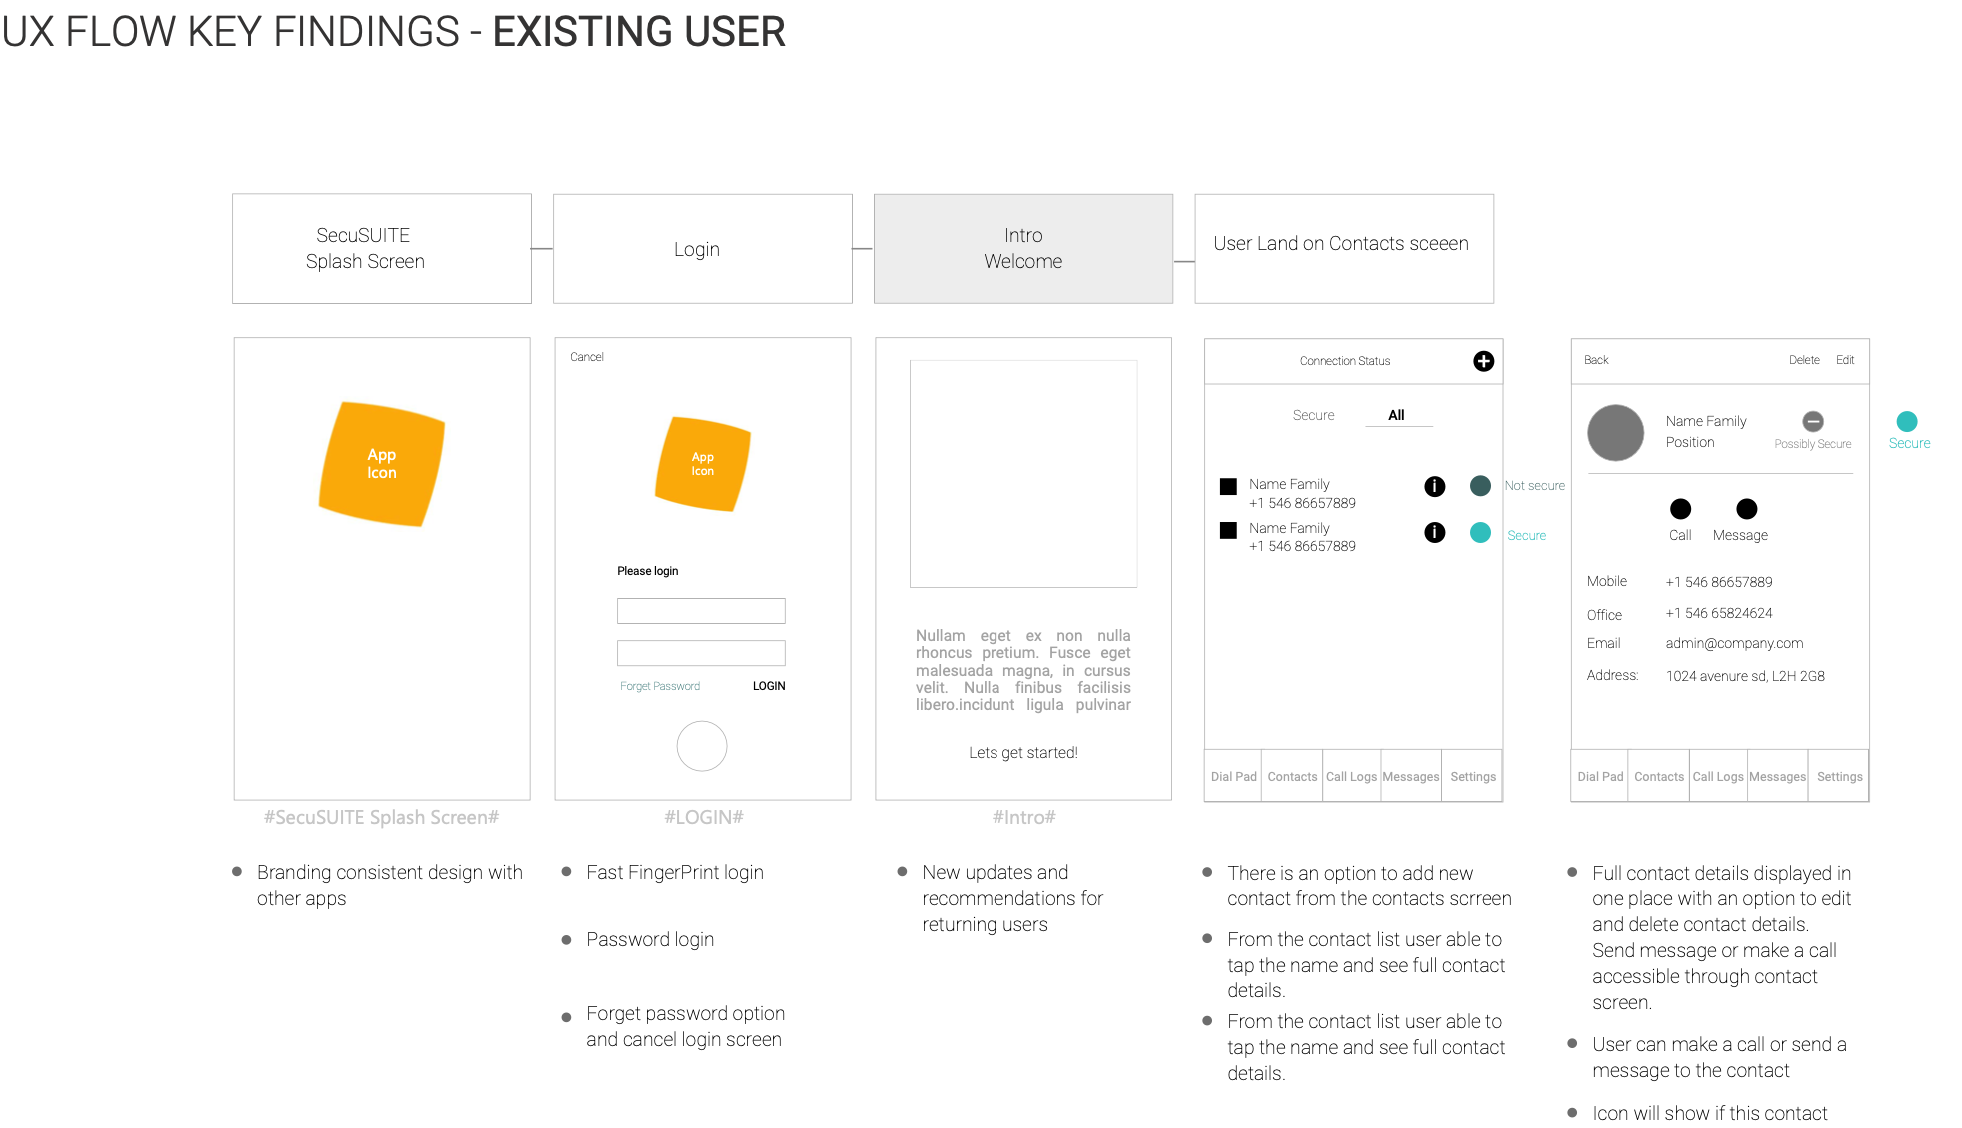 UX FLOW KEY FINDINGS - EXISTING USER
SecuSUITE
Splash Screen
Login
Intro
Welcome
User Land on Contacts sceeen
App
Icon
#SecuSUITE Splash Screen#
Cancel
App
Icon
Please login
Forget Password LOGIN
#LOGIN#
Nullam eget ex non nulla
rhoncus pretium. Fusce eget
malesuada magna, in cursus
velit. Nulla finibus facilisis
libero.incidunt ligula pulvinar
Lets get started!
#Intro#
Connection Status
Secure All
Name Family
+1 546 86657889
i
Not secure
Name Family
+1 546 86657889
i
Secure
Dial Pad Contacts Call Logs Messages Settings
Back Delete Edit
Name Family
Position
Possibly Secure
Secure
Call Message
Mobile +1 546 86657889
Office +1 546 65824624
Email admin@company.com
Address: 1024 avenure sd, L2H 2G8
Dial Pad Contacts Call Logs Messages Settings
Branding consistent design with
other apps
Fast FingerPrint login
Password login
Forget password option
and cancel login screen
New updates and
recommendations for
returning users
There is an option to add new
contact from the contacts scrreen
From the contact list user able to
tap the name and see full contact
details.
From the contact list user able to
tap the name and see full contact
details.
Full contact details displayed in
one place with an option to edit
and delete contact details.
Send message or make a call
accessible through contact
screen.
User can make a call or send a
message to the contact
Icon will show if this contact